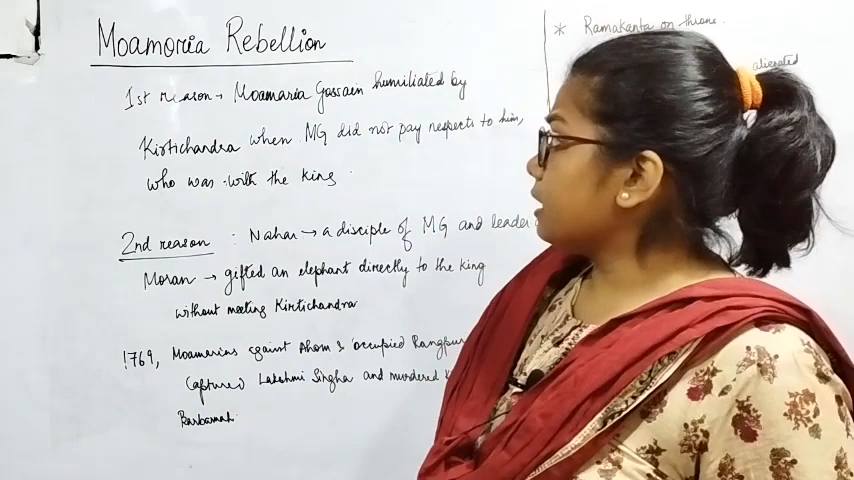 Moamoria Rebellion
1st reason → Moamaria Gossain humiliated by
Kirtichandra when MG did not pay respects to him,
who was with the king.
2nd reason : Nahar → a disciple of MG and leader
Moran → gifted an elephant directly to the king
without meeting Kirtichandra
1769, Moamarias against Ahom & occupied Rangpur
Captured Lakshmi Singha and murdered
Barbaruah.
* Ramakanta on throne.
alienated